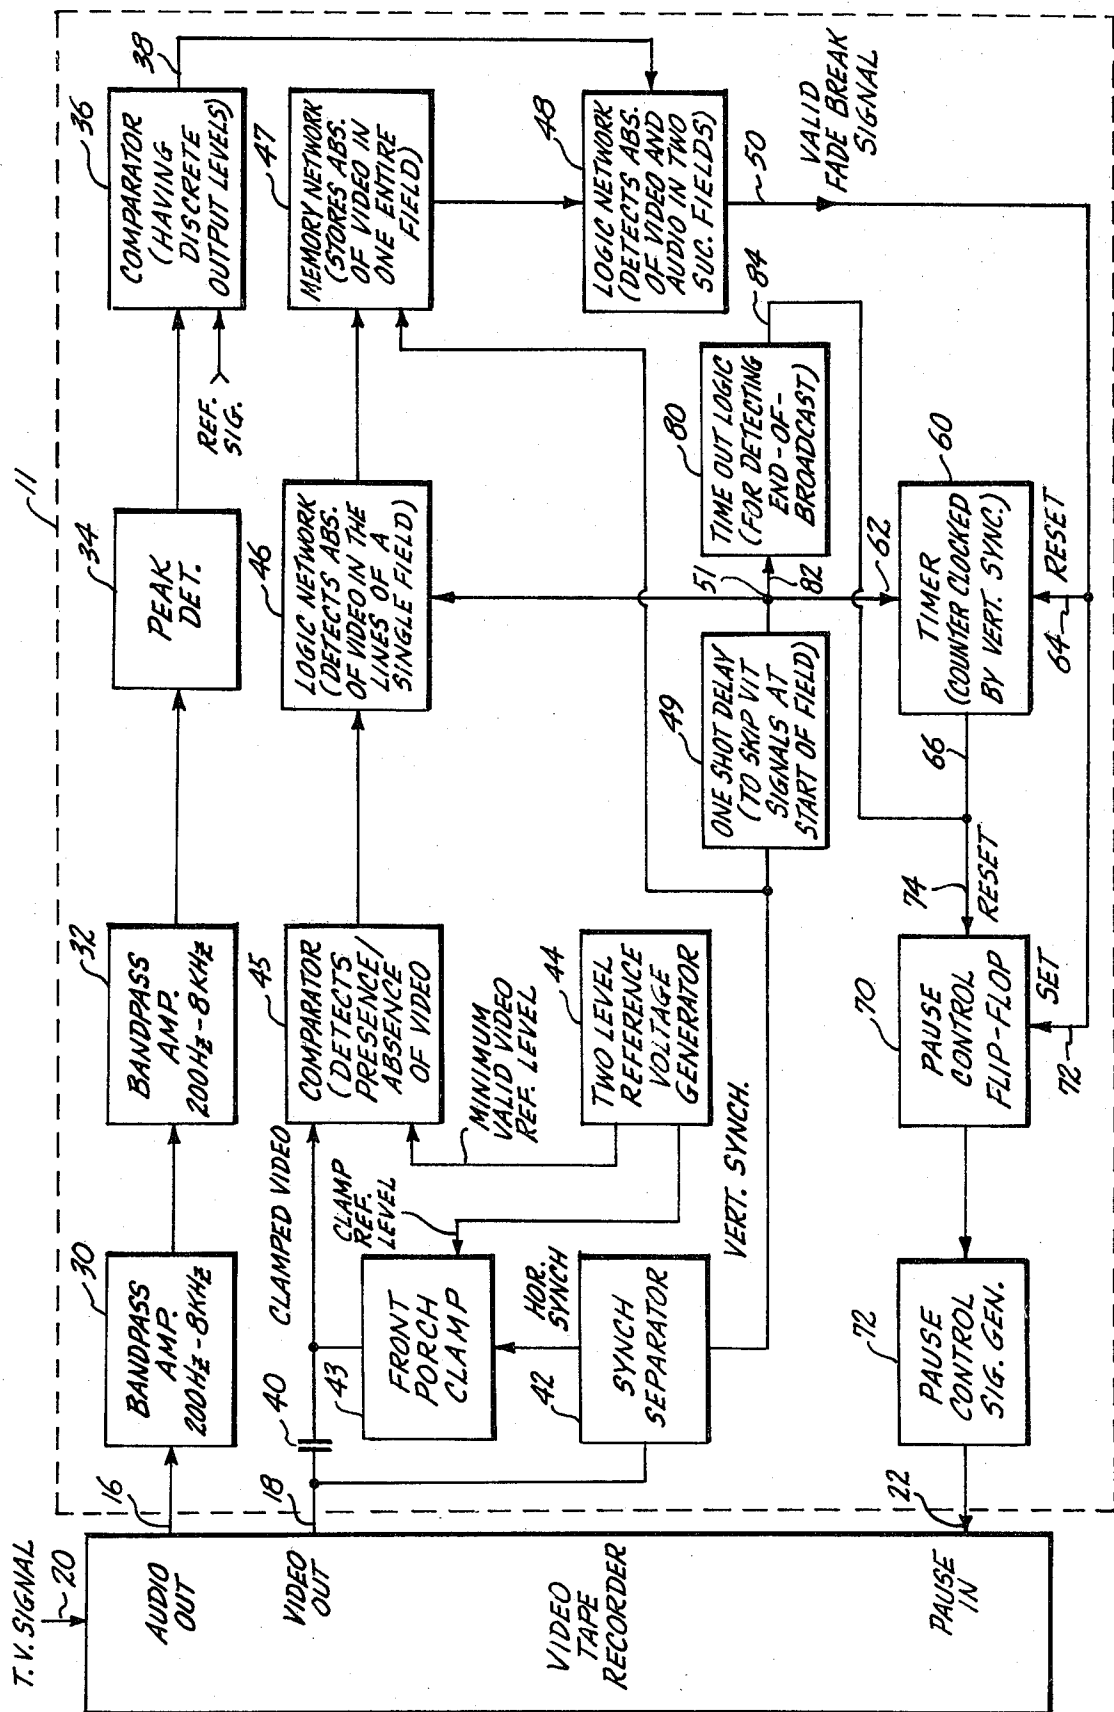 T.V. SIGNAL
20
11
AUDIO
OUT
16
VIDEO
OUT
18
VIDEO
TAPE
RECORDER
PAUSE
IN
22
30
BANDPASS
AMP.
200HZ-8KHZ
32
BANDPASS
AMP.
200HZ-8KHZ
34
PEAK
DET.
REF.
SIG.
36
COMPARATOR
(HAVING
DISCRETE
OUTPUT LEVELS)
38
40
CLAMPED VIDEO
43
FRONT
PORCH
CLAMP
CLAMP
REF.
LEVEL
HOR.
SYNCH
42
SYNCH
SEPARATOR
VERT. SYNCH.
45
COMPARATOR
(DETECTS
PRESENCE/
ABSENCE
OF VIDEO
MINIMUM
VALID VIDEO
REF. LEVEL
44
TWO LEVEL
REFERENCE
VOLTAGE
GENERATOR
46
LOGIC NETWORK
(DETECTS ABS.
OF VIDEO IN THE
LINES OF A
SINGLE FIELD)
47
MEMORY NETWORK
(STORES ABS.
OF VIDEO IN
ONE ENTIRE
FIELD)
48
LOGIC NETWORK
(DETECTS ABS.
OF VIDEO AND
AUDIO IN TWO
SUC. FIELDS)
50
VALID
FADE BREAK
SIGNAL
49
ONE SHOT DELAY
(TO SKIP VIT
SIGNALS AT
START OF FIELD)
51
82
62
80
TIME OUT LOGIC
(FOR DETECTING
END-OF-
BROADCAST)
84
60
TIMER
(COUNTER CLOCKED
BY VERT. SYNC.)
64
RESET
66
74
RESET
70
PAUSE
CONTROL
FLIP-FLOP
SET
72
72
PAUSE
CONTROL
SIG. GEN.